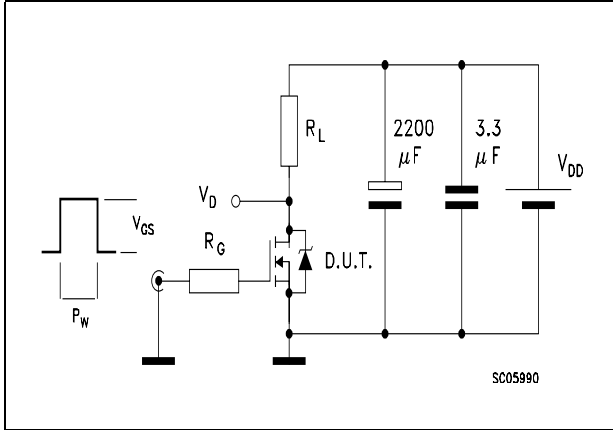 R_L
2200
μF
3.3
μF
V_DD
V_D
V_GS
R_G
D.U.T.
P_W
SC05990